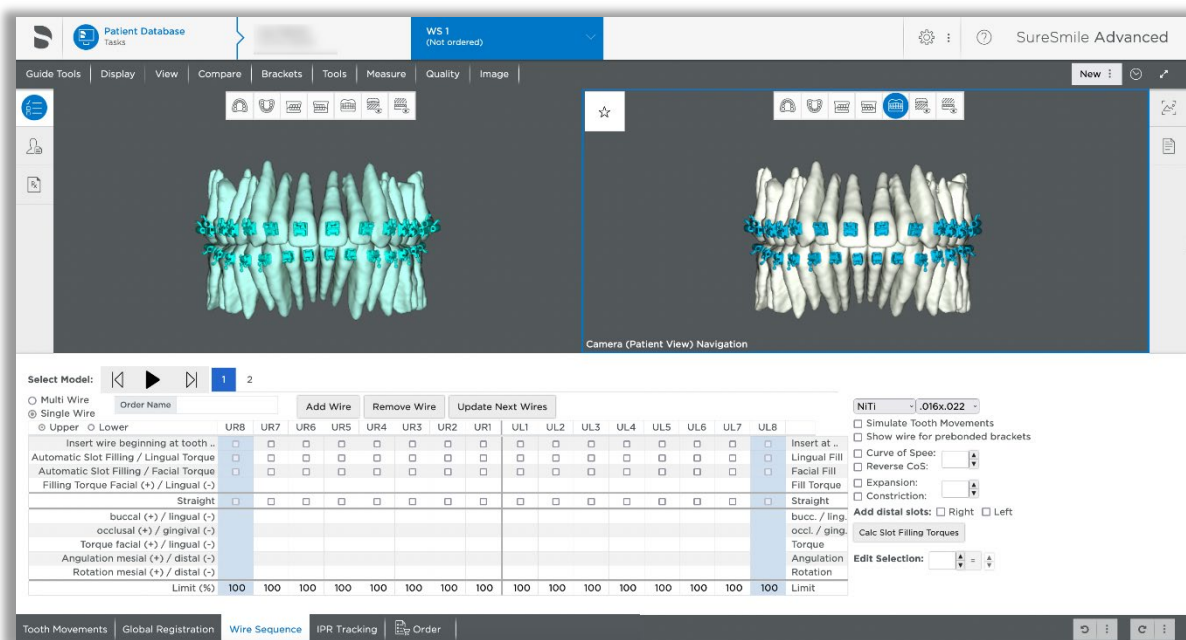 Patient Database
Tasks
WS 1
(Not ordered)
SureSmile Advanced
Guide Tools Display View Compare Brackets Tools Measure Quality Image New
Camera (Patient View) Navigation
Select Model: 1 2
Multi Wire
Single Wire
Order Name
Add Wire Remove Wire Update Next Wires
NiTi .016x.022
Upper Lower UR8 UR7 UR6 UR5 UR4 UR3 UR2 UR1 UL1 UL2 UL3 UL4 UL5 UL6 UL7 UL8
Insert wire beginning at tooth .. Insert at ..
Automatic Slot Filling / Lingual Torque Lingual Fill
Automatic Slot Filling / Facial Torque Facial Fill
Filling Torque Facial (+) / Lingual (-) Fill Torque
Straight Straight
buccal (+) / lingual (-) bucc. / ling.
occlusal (+) / gingival (-) occl. / ging.
Torque facial (+) / lingual (-) Torque
Angulation mesial (+) / distal (-) Angulation
Rotation mesial (+) / distal (-) Rotation
Limit (%) 100 100 100 100 100 100 100 100 100 100 100 100 100 100 100 100 Limit
Simulate Tooth Movements
Show wire for prebonded brackets
Curve of Spee:
Reverse CoS:
Expansion:
Constriction:
Add distal slots: Right Left
Calc Slot Filling Torques
Edit Selection: =
Tooth Movements Global Registration Wire Sequence IPR Tracking Order